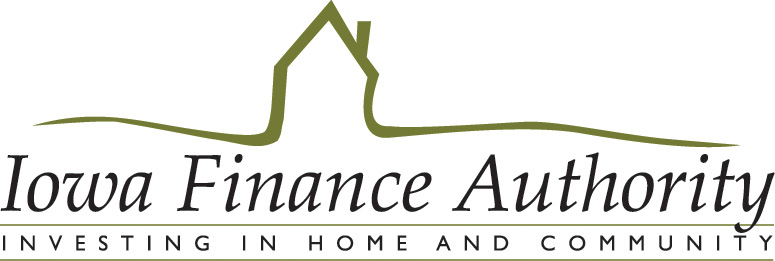 Iowa Finance Authority
INVESTING IN HOME AND COMMUNITY